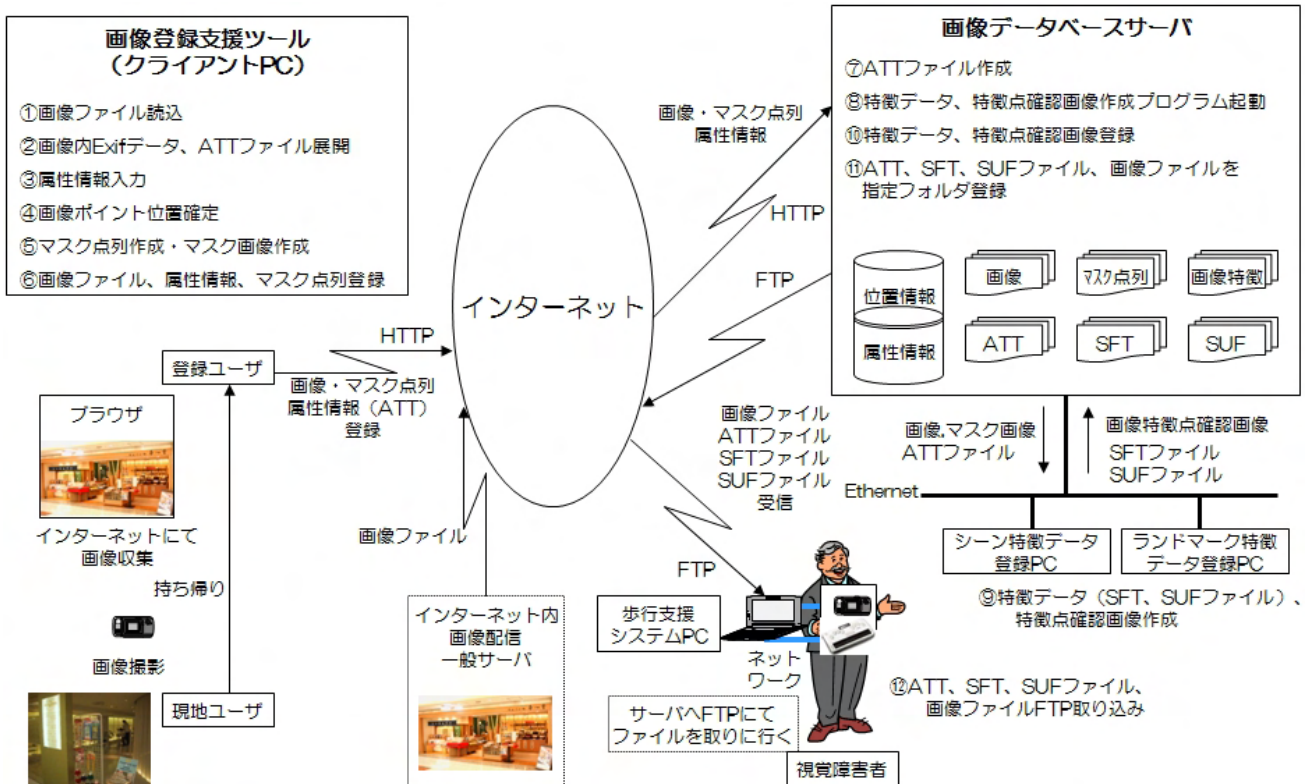 画像登録支援ツール
（クライアントPC）
①画像ファイル読込
②画像内Exifデータ、ATTファイル展開
③属性情報入力
④画像ポイント位置確定
⑤マスク点列作成・マスク画像作成
⑥画像ファイル、属性情報、マスク点列登録
画像データベースサーバ
⑦ATTファイル作成
⑧特徴データ、特徴点確認画像作成プログラム起動
⑩特徴データ、特徴点確認画像登録
⑪ATT、SFT、SUFファイル、画像ファイルを
指定フォルダ登録
位置情報
属性情報
画像
マスク点列
画像特徴
ATT
SFT
SUF
画像・マスク点列
属性情報
HTTP
FTP
インターネット
HTTP
登録ユーザ
画像・マスク点列
属性情報（ATT）
登録
ブラウザ
インターネットにて
画像収集
持ち帰り
画像撮影
現地ユーザ
画像ファイル
インターネット内
画像配信
一般サーバ
画像ファイル
ATTファイル
SFTファイル
SUFファイル
受信
FTP
画像,マスク画像
ATTファイル
画像特徴点確認画像
SFTファイル
SUFファイル
Ethernet
シーン特徴データ
登録PC
ランドマーク特徴
データ登録PC
⑨特徴データ（SFT、SUFファイル）、
特徴点確認画像作成
歩行支援
システムPC
ネット
ワーク
サーバへFTPにて
ファイルを取りに行く
⑫ATT、SFT、SUFファイル、
画像ファイルFTP取り込み
視覚障害者